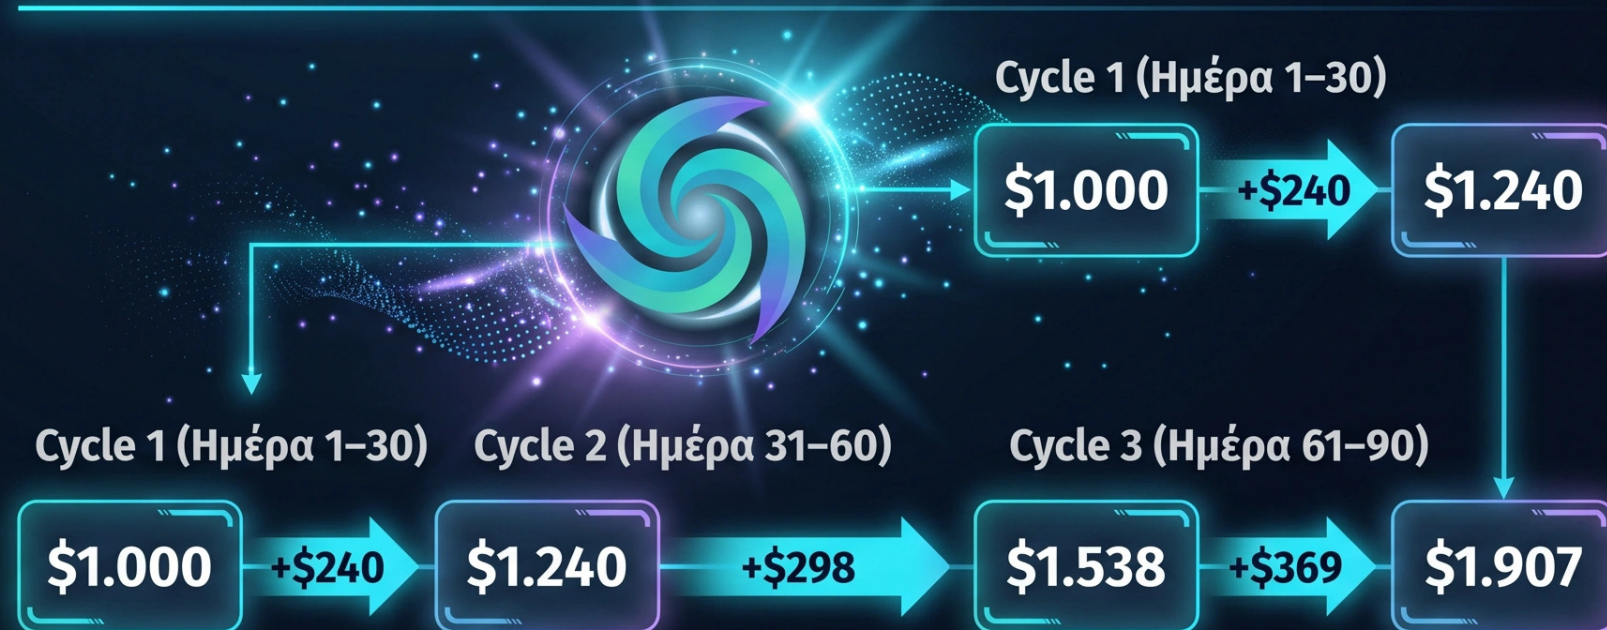 Cycle 1 (Ημέρα 1–30)
$1.000 +$240 $1.240
Cycle 1 (Ημέρα 1–30) Cycle 2 (Ημέρα 31–60) Cycle 3 (Ημέρα 61–90)
$1.000 +$240 $1.240 +$298 $1.538 +$369 $1.907